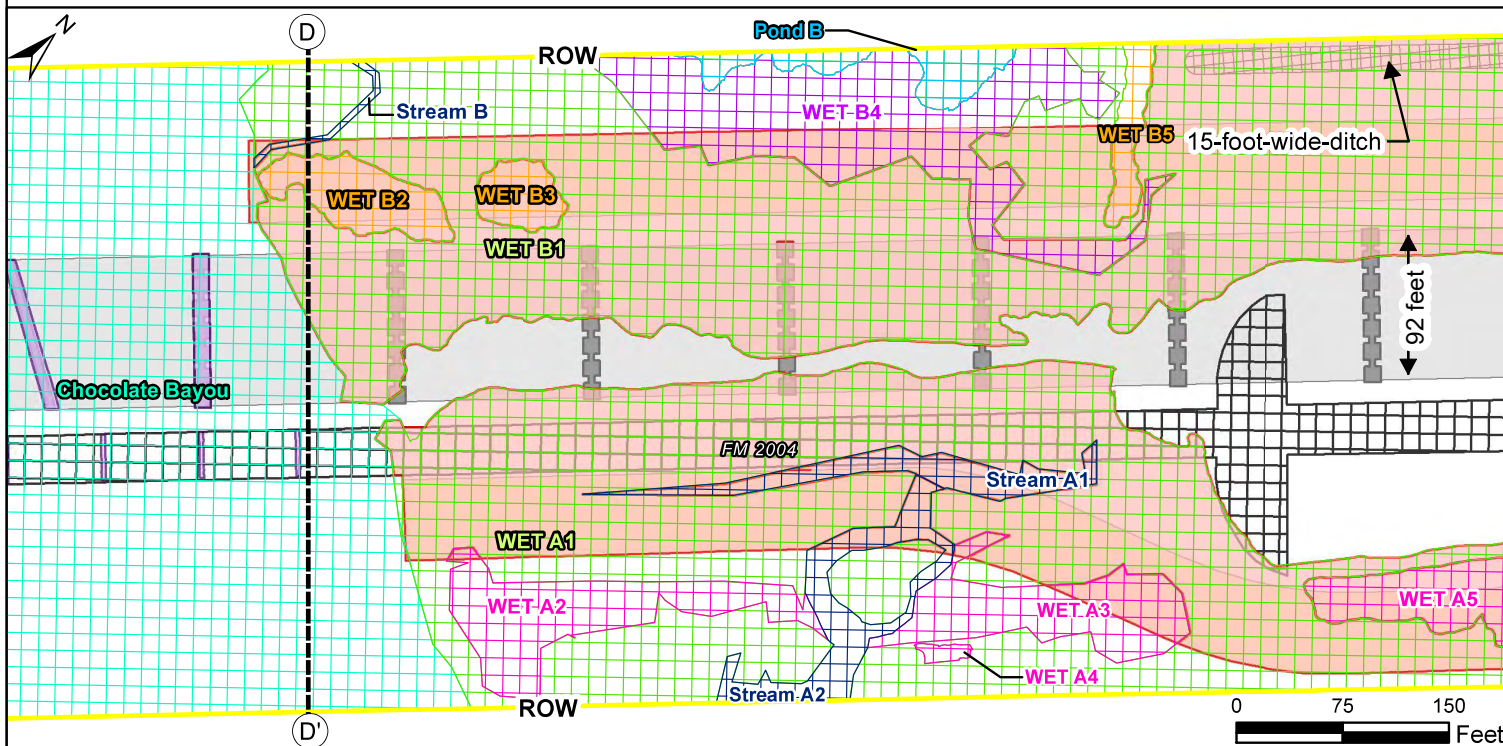 N
D
ROW
Pond B
Stream B
WET B4
WET B5
15-foot-wide-ditch
WET B2
WET B3
WET B1
92 feet
Chocolate Bayou
FM 2004
Stream A1
WET A1
WET A2
WET A3
WET A5
WET A4
Stream A2
ROW
D'
0 75 150
Feet